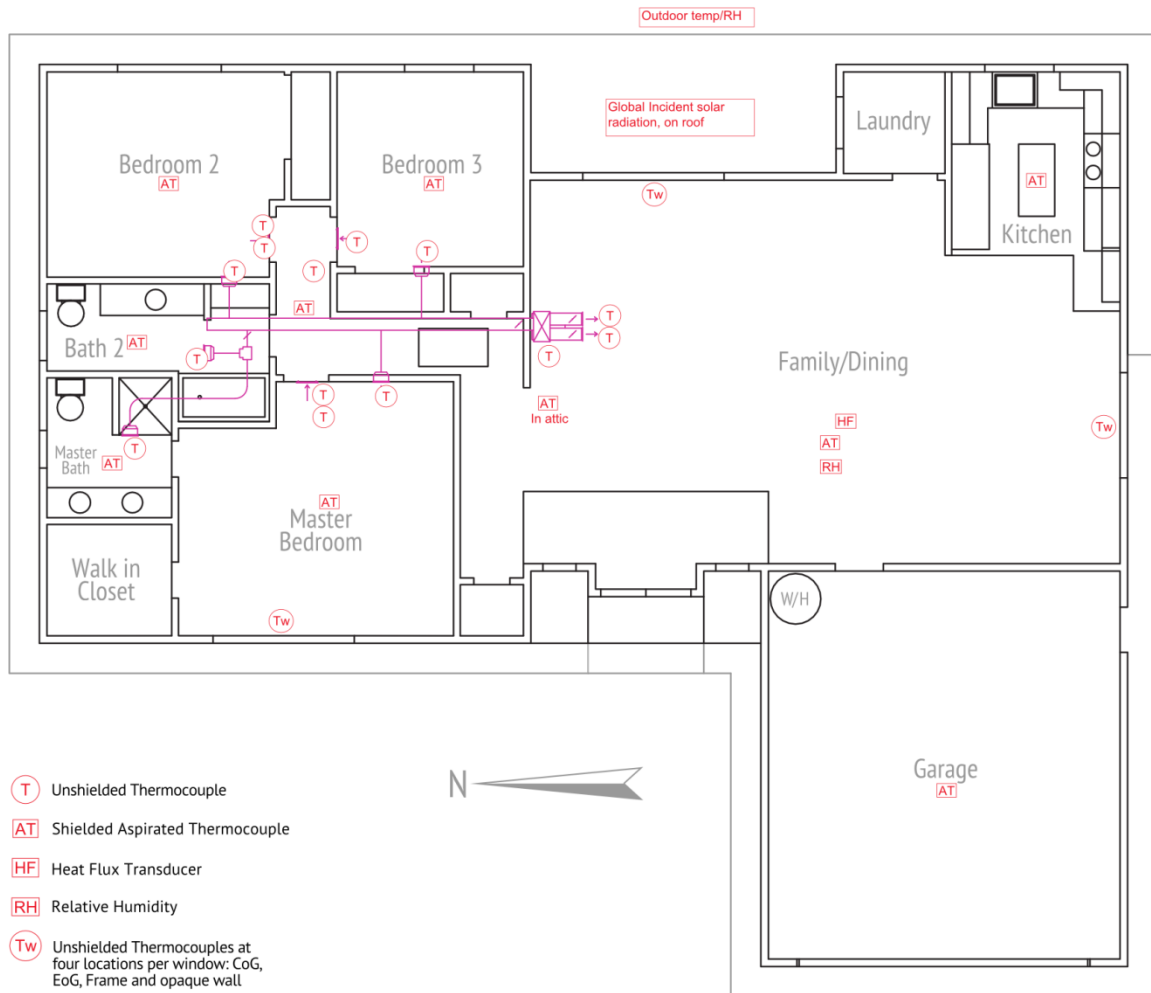 Outdoor temp/RH
Global Incident solar
radiation, on roof
Laundry
Bedroom 2
AT
Bedroom 3
AT
AT
Kitchen
Tw
T
T
T
T
T
T
T
AT
T
T
Bath 2
AT
T
T
Family/Dining
T
T
T
AT
In attic
HF
AT
RH
Tw
T
Master
Bath
AT
AT
Master
Bedroom
Walk in
Closet
Tw
W/H
N
Garage
AT
T Unshielded Thermocouple
AT Shielded Aspirated Thermocouple
HF Heat Flux Transducer
RH Relative Humidity
Tw Unshielded Thermocouples at
four locations per window: CoG,
EoG, Frame and opaque wall